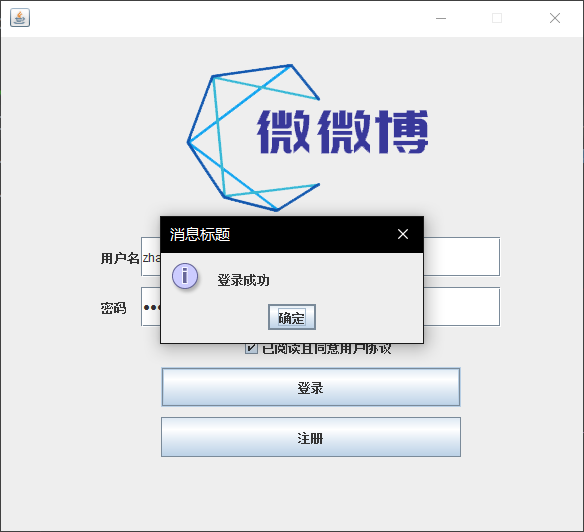 微微博
消息标题
用户名 zha
登录成功
密码
确定
已阅读且同意用户协议
登录
注册